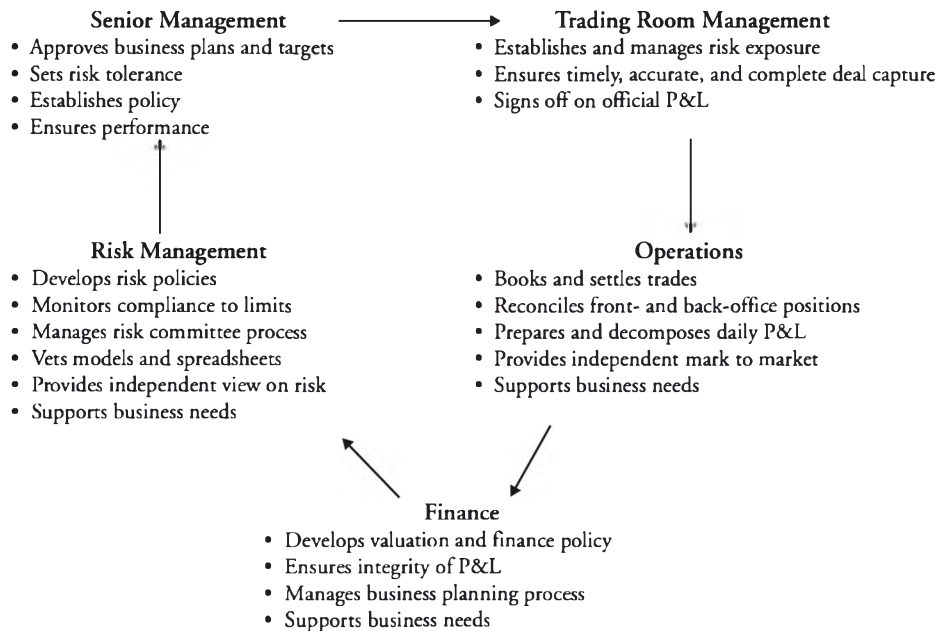 Senior Management
• Approves business plans and targets
• Sets risk tolerance
• Establishes policy
• Ensures performance
Trading Room Management
• Establishes and manages risk exposure
• Ensures timely, accurate, and complete deal capture
• Signs off on official P&L
Risk Management
• Develops risk policies
• Monitors compliance to limits
• Manages risk committee process
• Vets models and spreadsheets
• Provides independent view on risk
• Supports business needs
Operations
• Books and settles trades
• Reconciles front- and back-office positions
• Prepares and decomposes daily P&L
• Provides independent mark to market
• Supports business needs
Finance
• Develops valuation and finance policy
• Ensures integrity of P&L
• Manages business planning process
• Supports business needs